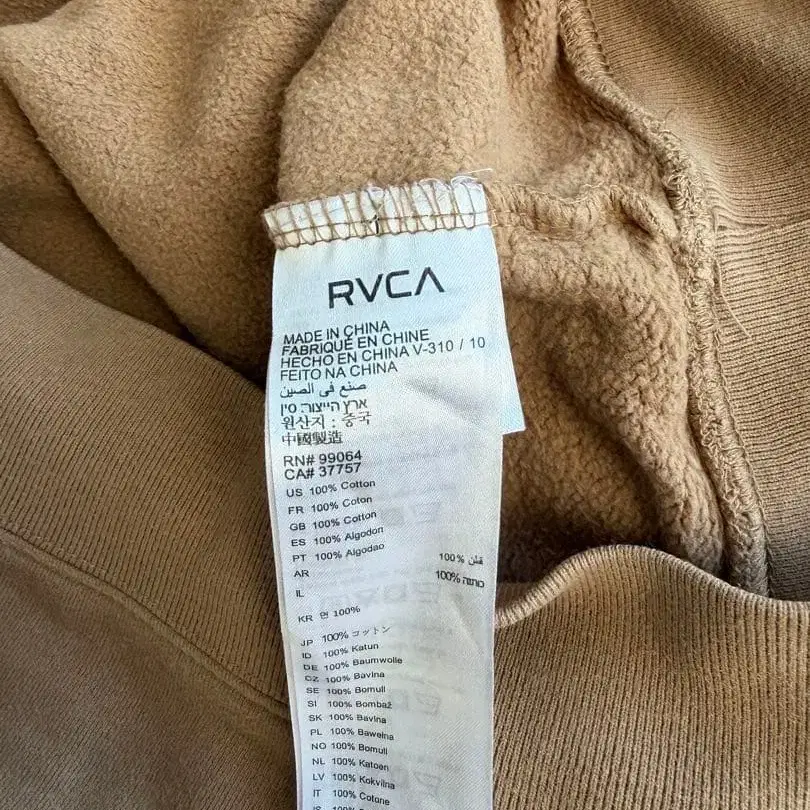 RVCA
MADE IN CHINA
FABRIQUÉ EN CHINE
HECHO EN CHINA V-310 / 10
FEITO NA CHINA
صنع في الصين
ארץ הייצור: סין
원산지 : 중국
中國製造
RN# 99064
CA# 37757
US 100% Cotton
FR 100% Coton
GB 100% Cotton
ES 100% Algodon
PT 100% Algodao
AR 100% قطن
IL 100% כותנה
KR 면 100%
JP 100% コットン
ID 100% Katun
DE 100% Baumwolle
CZ 100% Bavlna
SE 100% Bomull
SI 100% Bombaž
SK 100% Bavlna
PL 100% Bawełna
NO 100% Bomull
NL 100% Katoen
LV 100% Kokvilna
IT 100% Cotone